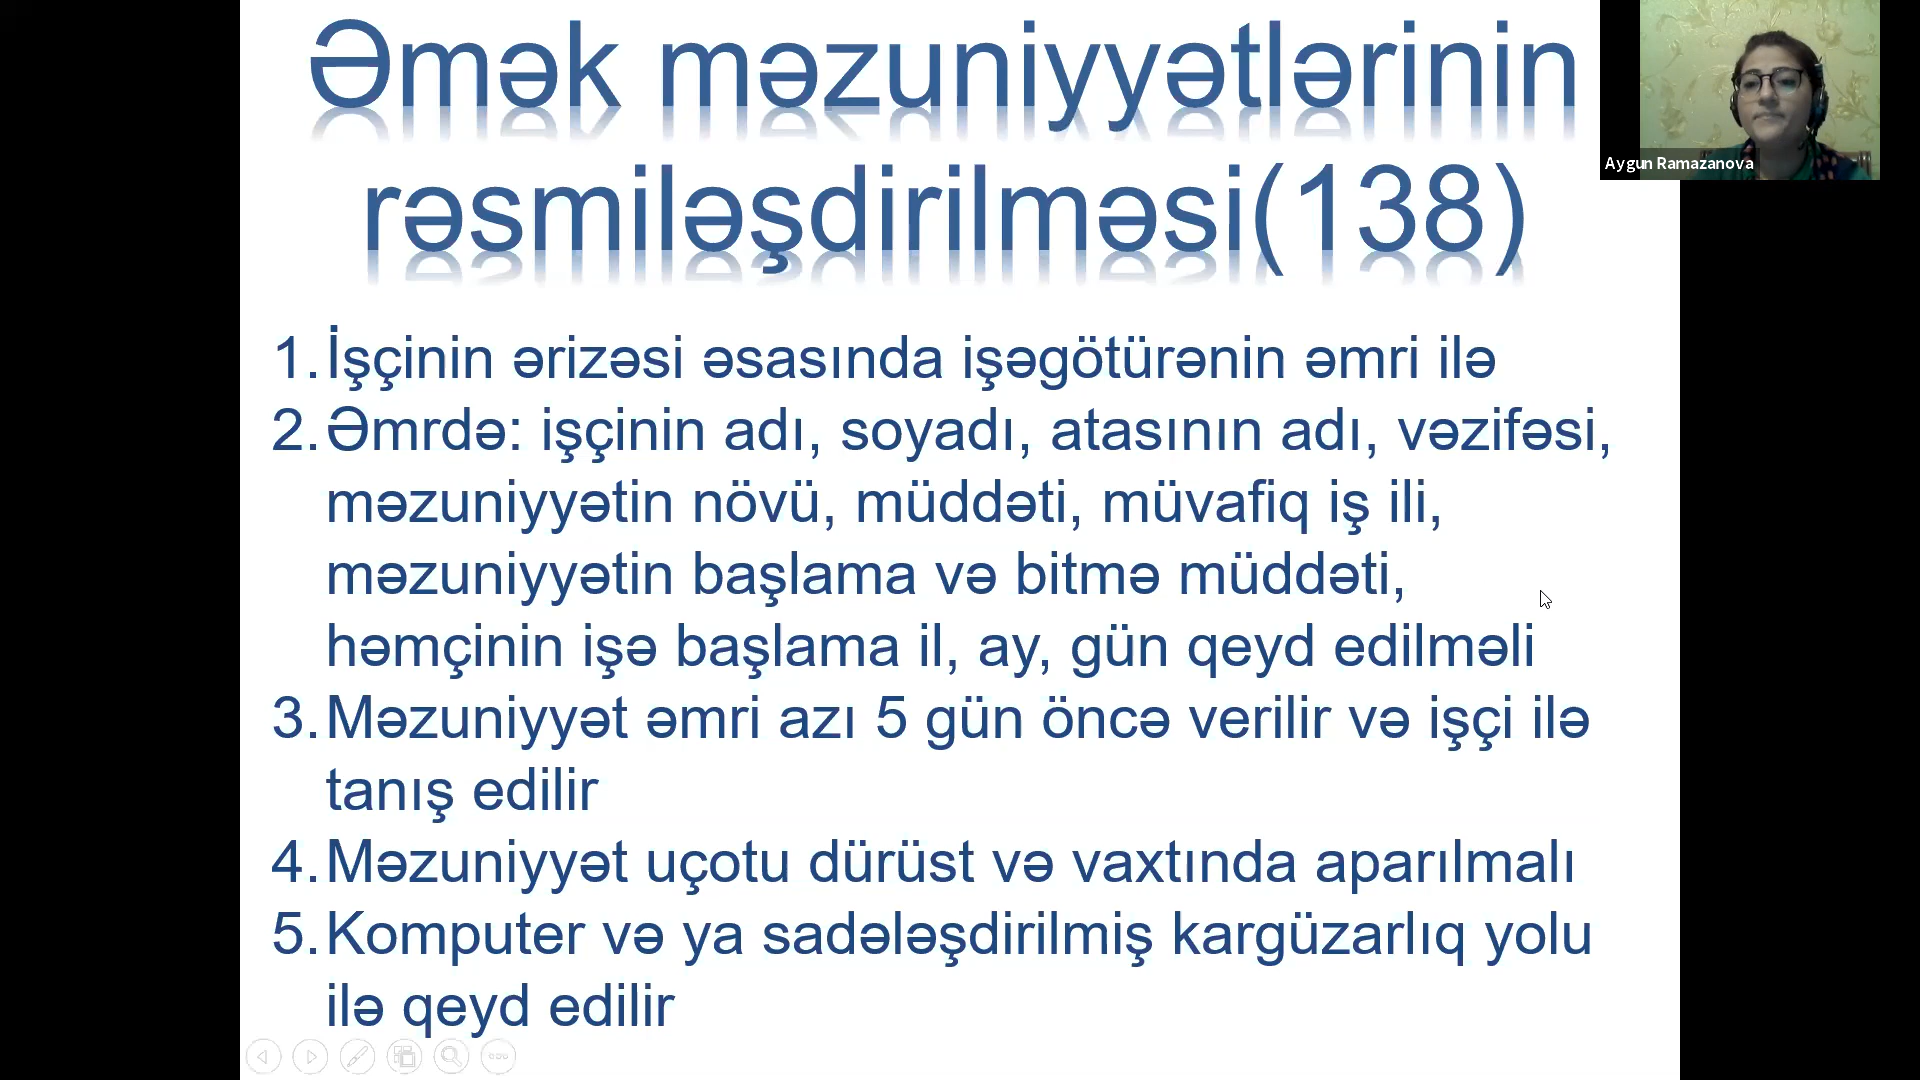 Əmək məzuniyyətlərinin
rəsmiləşdirilməsi(138)
Aygun Ramazanova
1. İşçinin ərizəsi əsasında işəgötürənin əmri ilə
2. Əmrdə: işçinin adı, soyadı, atasının adı, vəzifəsi,
məzuniyyətin növü, müddəti, müvafiq iş ili,
məzuniyyətin başlama və bitmə müddəti,
həmçinin işə başlama il, ay, gün qeyd edilməli
3. Məzuniyyət əmri azı 5 gün öncə verilir və işçi ilə
tanış edilir
4. Məzuniyyət uçotu dürüst və vaxtında aparılmalı
5. Komputer və ya sadələşdirilmiş kargüzarlıq yolu
ilə qeyd edilir